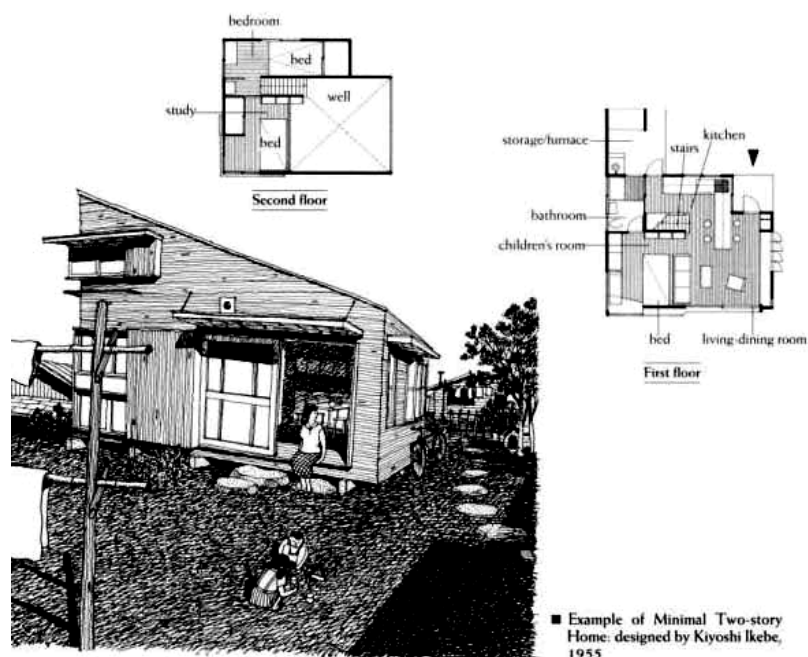 bedroom
bed
well
study
bed
Second floor
storage/furnace
stairs
kitchen
bathroom
children's room
bed
living-dining room
First floor
■ Example of Minimal Two-story
Home: designed by Kiyoshi Ikebe,
1955